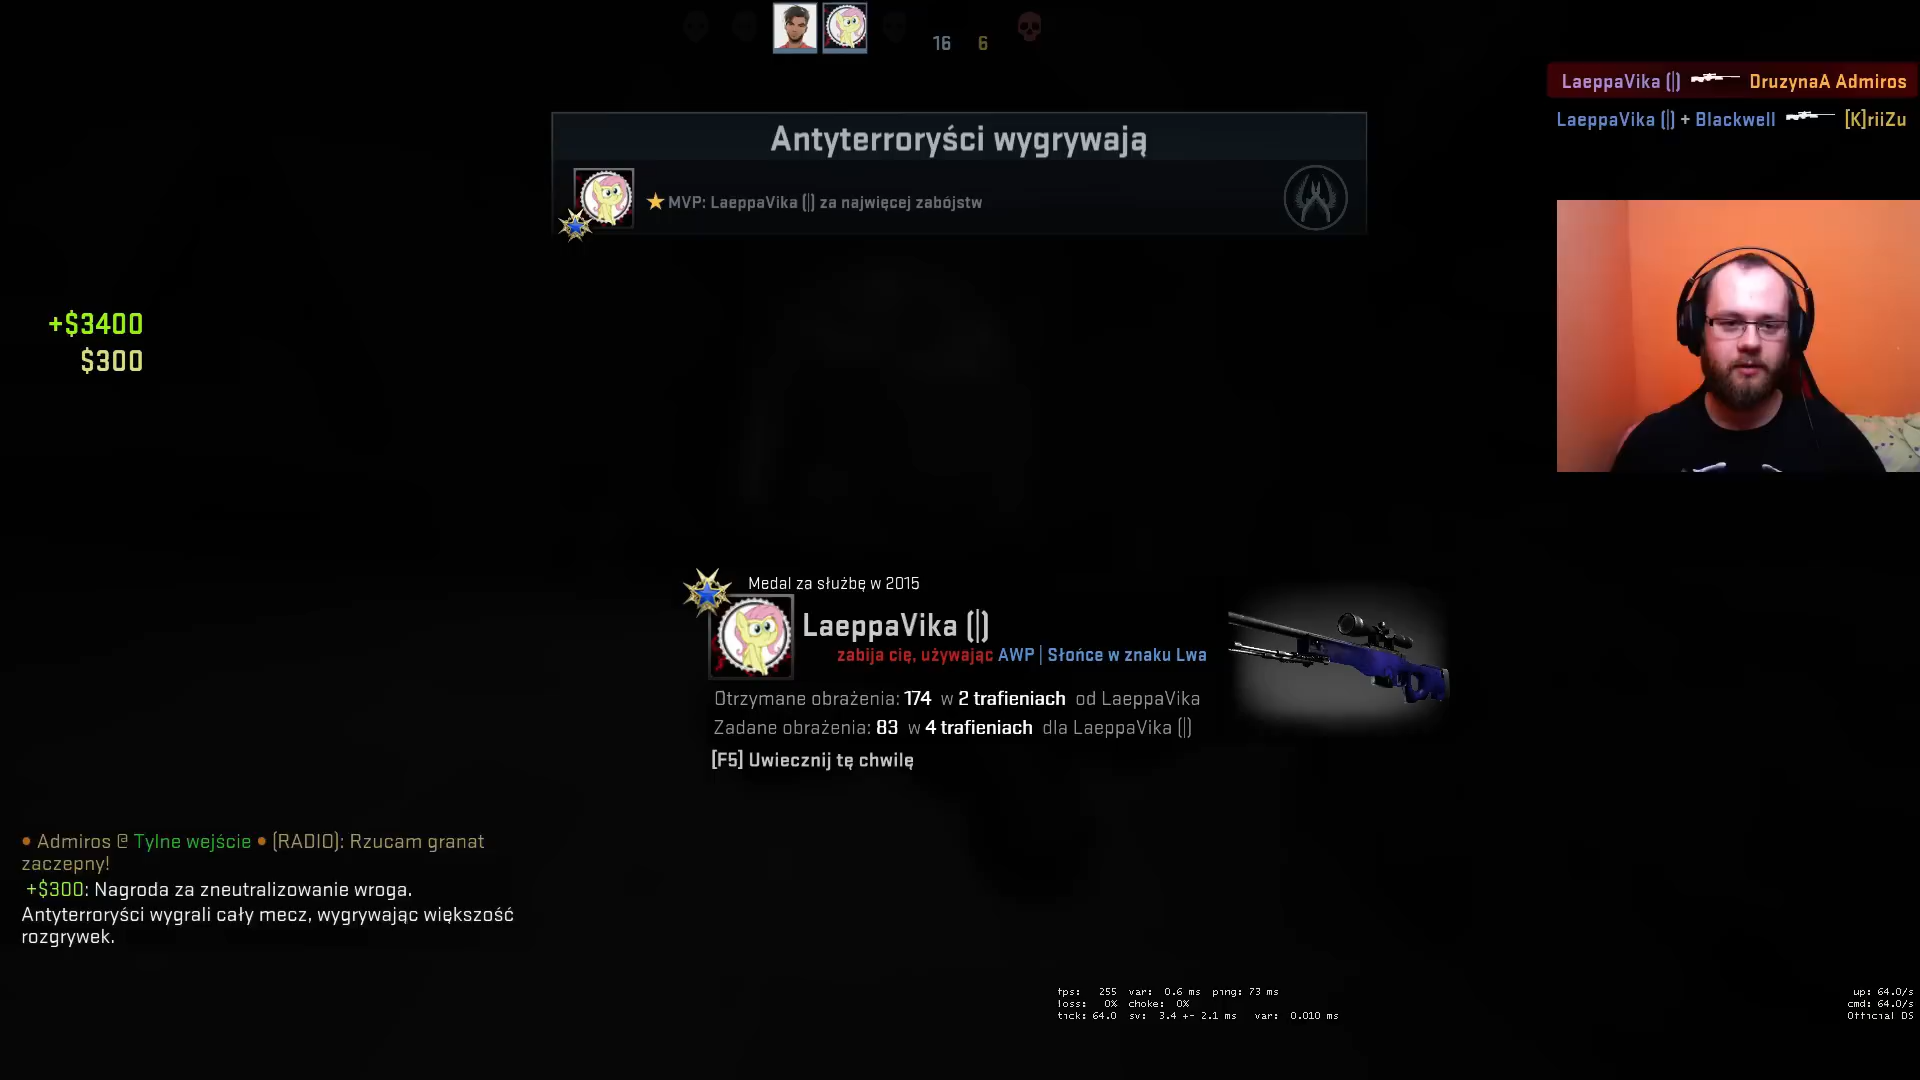 16 6
LaeppaVika (|) DruzynaA Admiros
LaeppaVika (|) + Blackwell [K]riiZu
Antyterroryści wygrywają
MVP: LaeppaVika (|) za najwięcej zabójstw
+$3400
$300
Medal za służbę w 2015
LaeppaVika (|)
zabija cię, używając AWP | Słońce w znaku Lwa
Otrzymane obrażenia: 174 w 2 trafieniach od LaeppaVika
Zadane obrażenia: 83 w 4 trafieniach dla LaeppaVika (|)
[F5] Uwiecznij tę chwilę
• Admiros @ Tylne wejście • (RADIO): Rzucam granat
zaczepny!
+$300: Nagroda za zneutralizowanie wroga.
Antyterroryści wygrali cały mecz, wygrywając większość
rozgrywek.
fps: 255 var: 0.6 ms ping: 73 ms
loss: 0% choke: 0%
tick: 64.0 sv: 3.4 +- 2.1 ms var: 0.010 ms
up: 64.0/s
cmd: 64.0/s
Official DS